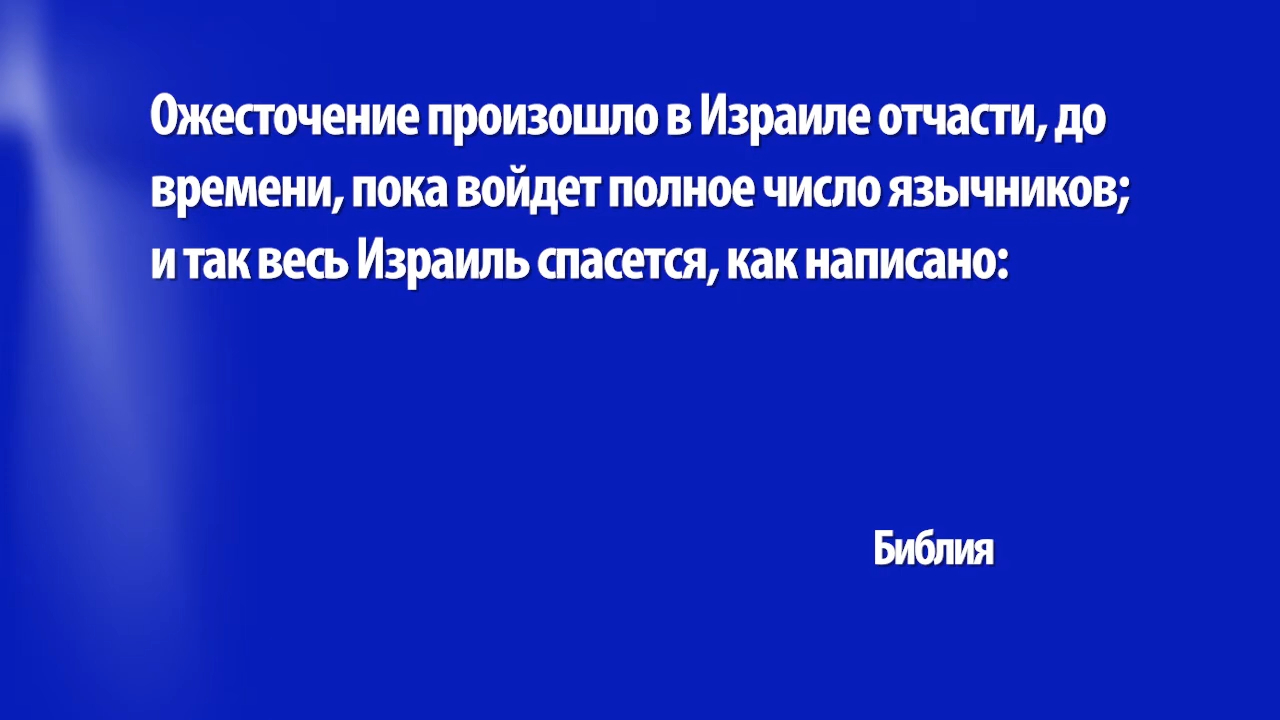 Ожесточение произошло в Израиле отчасти, до
времени, пока войдет полное число язычников;
и так весь Израиль спасется, как написано:
Библия